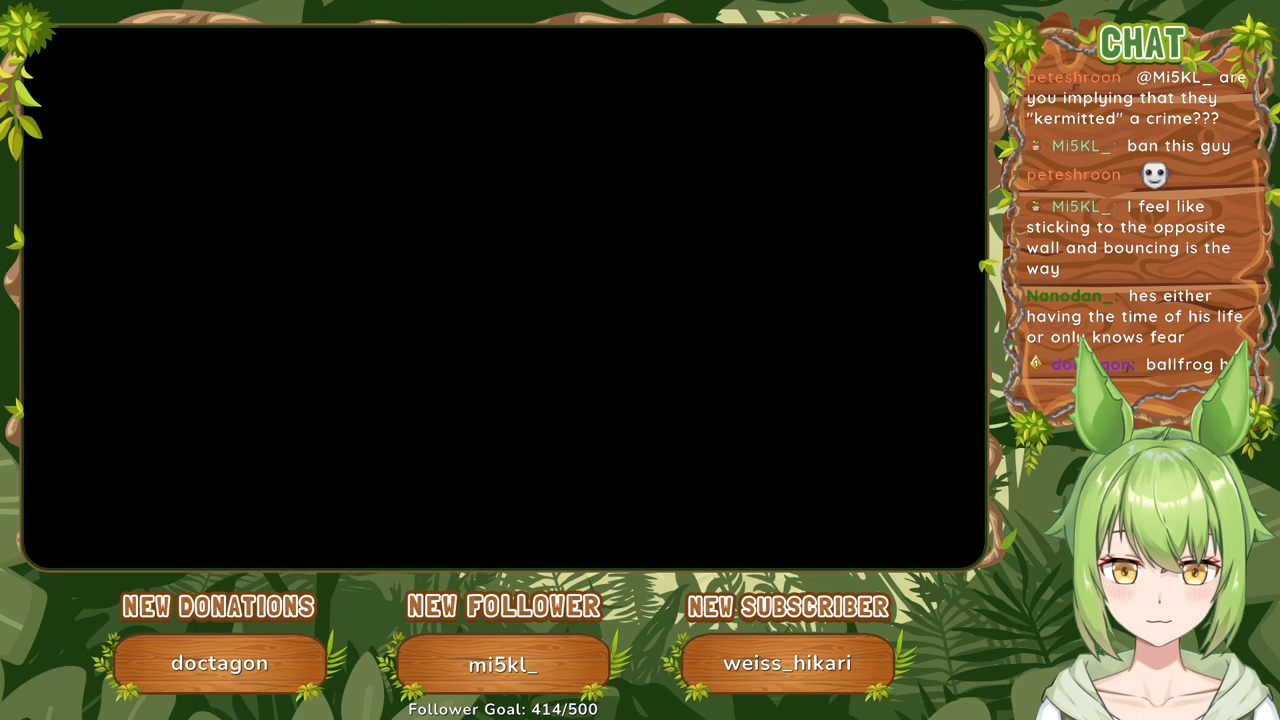 CHAT
peteshroon: @Mi5KL_ are
you implying that they
"kermitted" a crime???
Mi5KL_: ban this guy
peteshroon:
Mi5KL_: I feel like
sticking to the opposite
wall and bouncing is the
way
Nanodan_: hes either
having the time of his life
or only knows fear
doctagon: ballfrog
NEW DONATIONS
doctagon
NEW FOLLOWER
mi5kl_
Follower Goal: 414/500
NEW SUBSCRIBER
weiss_hikari